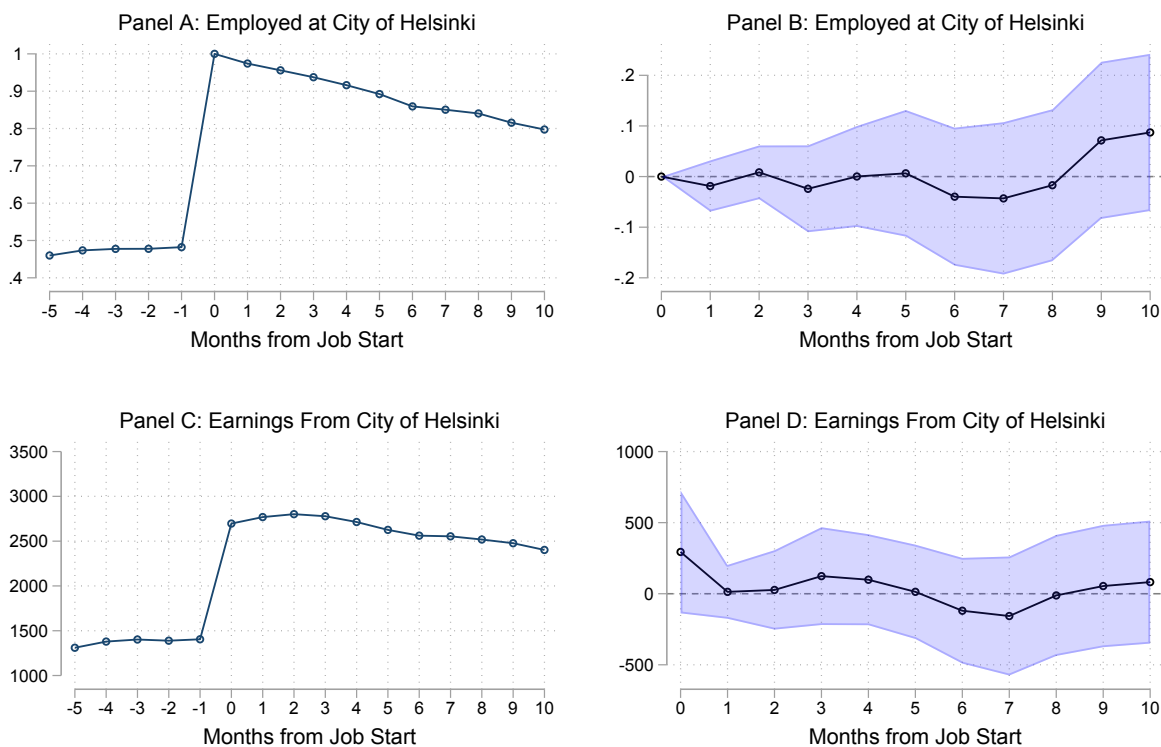 Panel A: Employed at City of Helsinki
1
.9
.8
.7
.6
.5
.4
-5 -4 -3 -2 -1 0 1 2 3 4 5 6 7 8 9 10
Months from Job Start
Panel B: Employed at City of Helsinki
.2
.1
0
-.1
-.2
0 1 2 3 4 5 6 7 8 9 10
Months from Job Start
Panel C: Earnings From City of Helsinki
3500
3000
2500
2000
1500
1000
-5 -4 -3 -2 -1 0 1 2 3 4 5 6 7 8 9 10
Months from Job Start
Panel D: Earnings From City of Helsinki
1000
500
0
-500
0 1 2 3 4 5 6 7 8 9 10
Months from Job Start